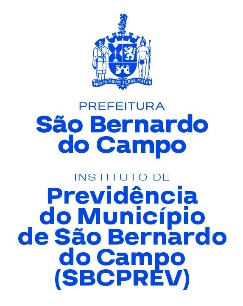 PREFEITURA
São Bernardo
do Campo
INSTITUTO DE
Previdência
do Município
de São Bernardo
do Campo
(SBCPREV)